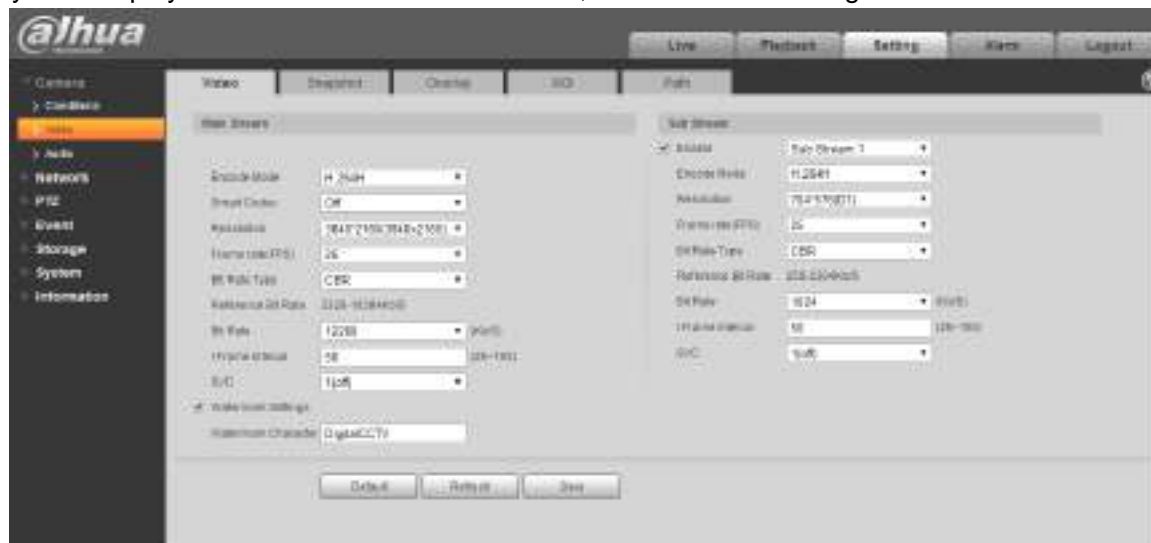 alhua
Live Playback Setting Alarm Logout
Camera
Conditions
Video
Audio
Network
PTZ
Event
Storage
System
Information
Video Snapshot Overlay ROI Path
Main Stream
Encode Mode H.264H
Smart Codec Off
Resolution
Frame rate(FPS) 25
Bit Rate Type CBR
Reference Bit Rate
Bit Rate (Kb/S)
I Frame Interval 50
SVC 1(off)
Watermark Settings
Watermark Character DigitalCCTV
Default Refresh Save
Sub Stream
Enable Sub Stream 1
Encode Mode H.264H
Resolution 704*576(D1)
Frame rate(FPS) 25
Bit Rate Type CBR
Reference Bit Rate
Bit Rate 1024 (Kb/S)
I Frame Interval 50
SVC 1(off)